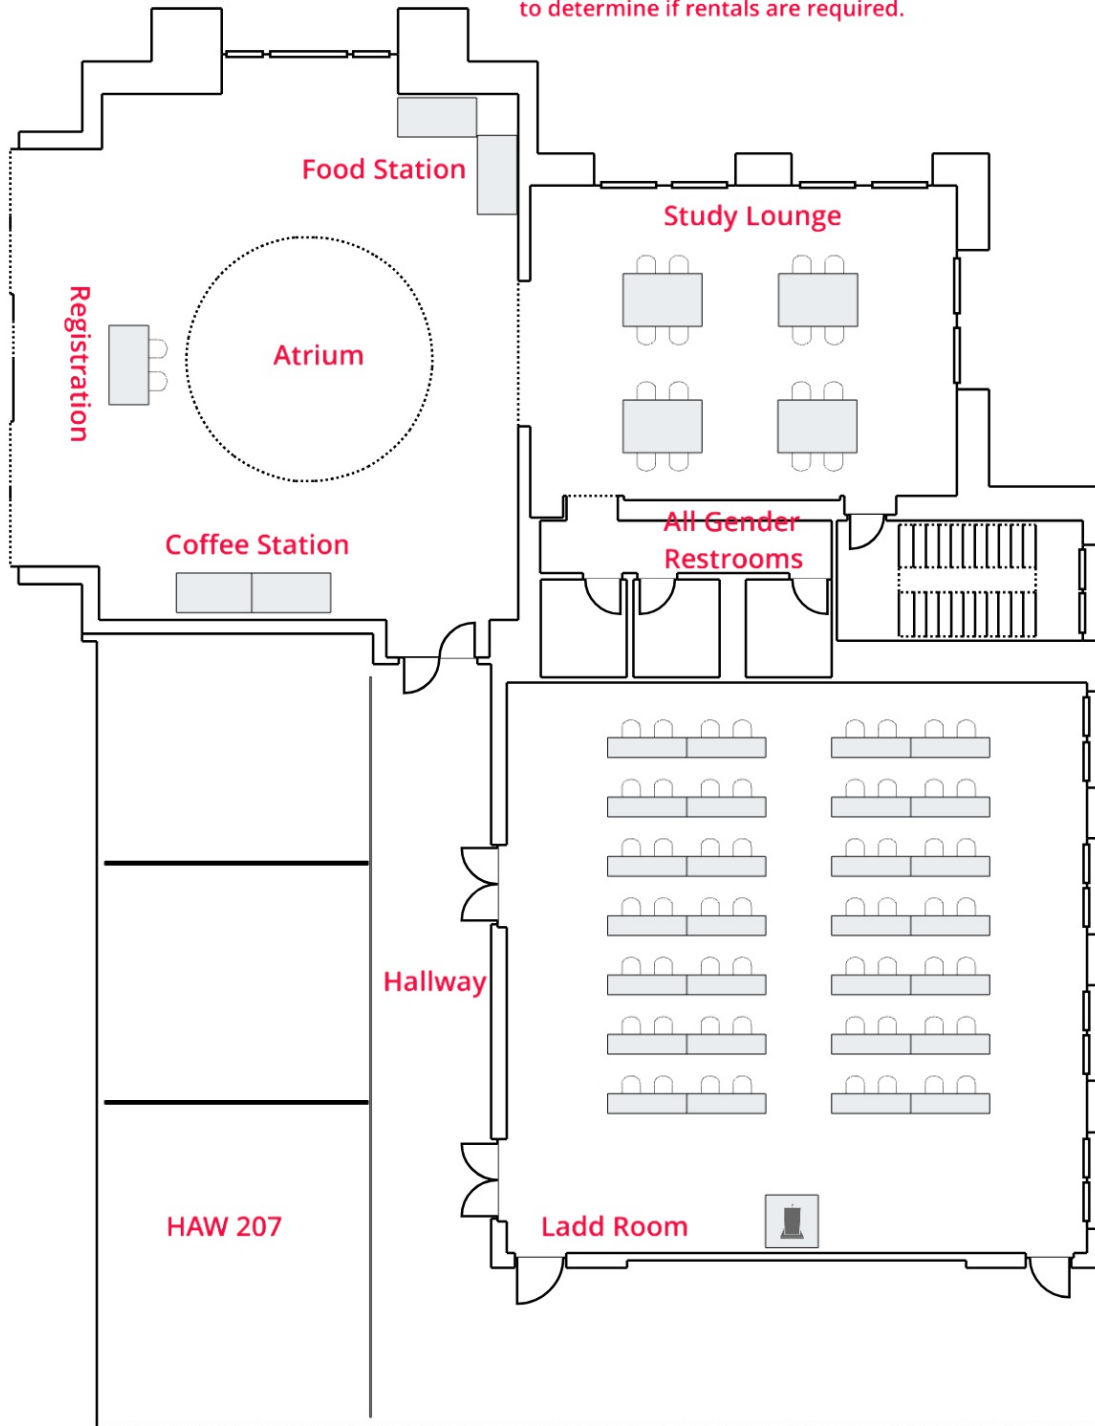 to determine if rentals are required.
Food Station
Study Lounge
Registration
Atrium
Coffee Station
All Gender
Restrooms
Hallway
HAW 207
Ladd Room